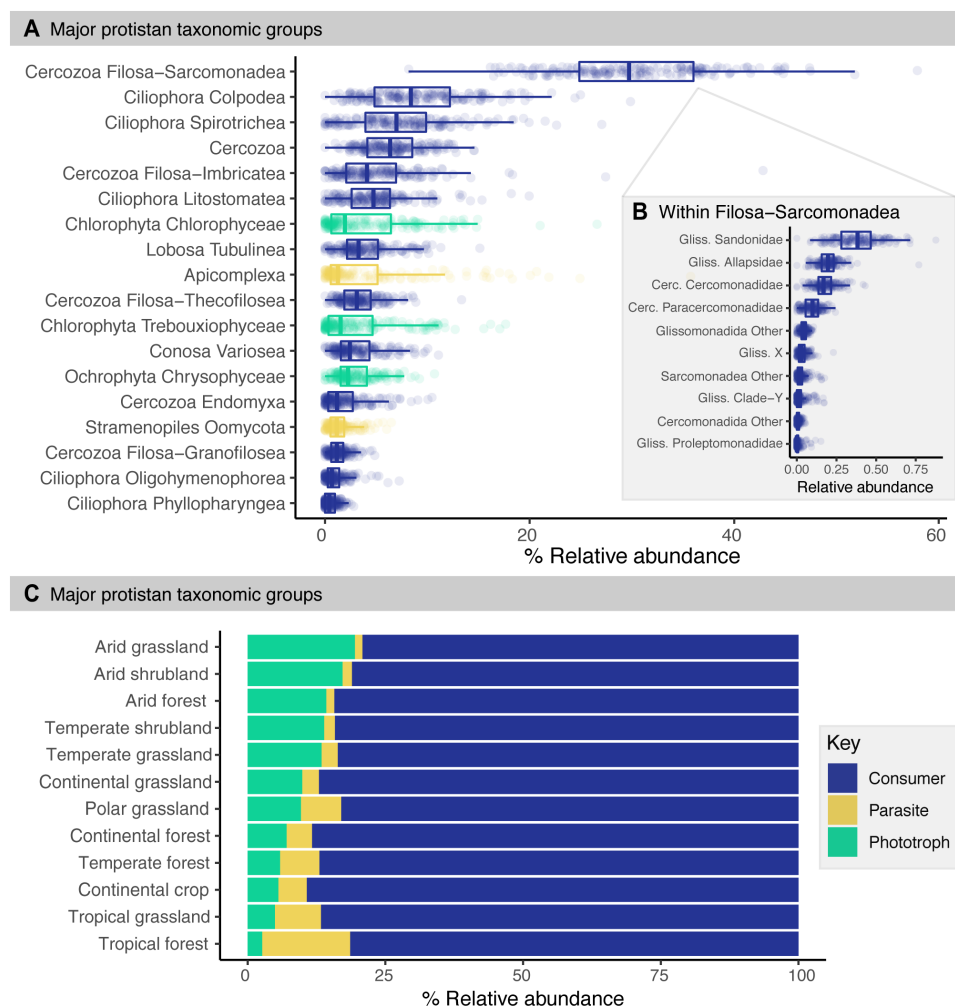 A Major protistan taxonomic groups
Cercozoa Filosa−Sarcomonadea
Ciliophora Colpodea
Ciliophora Spirotrichea
Cercozoa
Cercozoa Filosa−Imbricatea
Ciliophora Litostomatea
Chlorophyta Chlorophyceae
Lobosa Tubulinea
Apicomplexa
Cercozoa Filosa−Thecofilosea
Chlorophyta Trebouxiophyceae
Conosa Variosea
Ochrophyta Chrysophyceae
Cercozoa Endomyxa
Stramenopiles Oomycota
Cercozoa Filosa−Granofilosea
Ciliophora Oligohymenophorea
Ciliophora Phyllopharyngea
0 20 40 60
% Relative abundance
B Within Filosa−Sarcomonadea
Gliss. Sandonidae
Gliss. Allapsidae
Cerc. Cercomonadidae
Cerc. Paracercomonadidae
Glissomonadida Other
Gliss. X
Sarcomonadea Other
Gliss. Clade−Y
Cercomonadida Other
Gliss. Proleptomonadidae
0.00 0.25 0.50 0.75
Relative abundance
C Major protistan taxonomic groups
Arid grassland
Arid shrubland
Arid forest
Temperate shrubland
Temperate grassland
Continental grassland
Polar grassland
Continental forest
Temperate forest
Continental crop
Tropical grassland
Tropical forest
0 25 50 75 100
% Relative abundance
Key
Consumer
Parasite
Phototroph